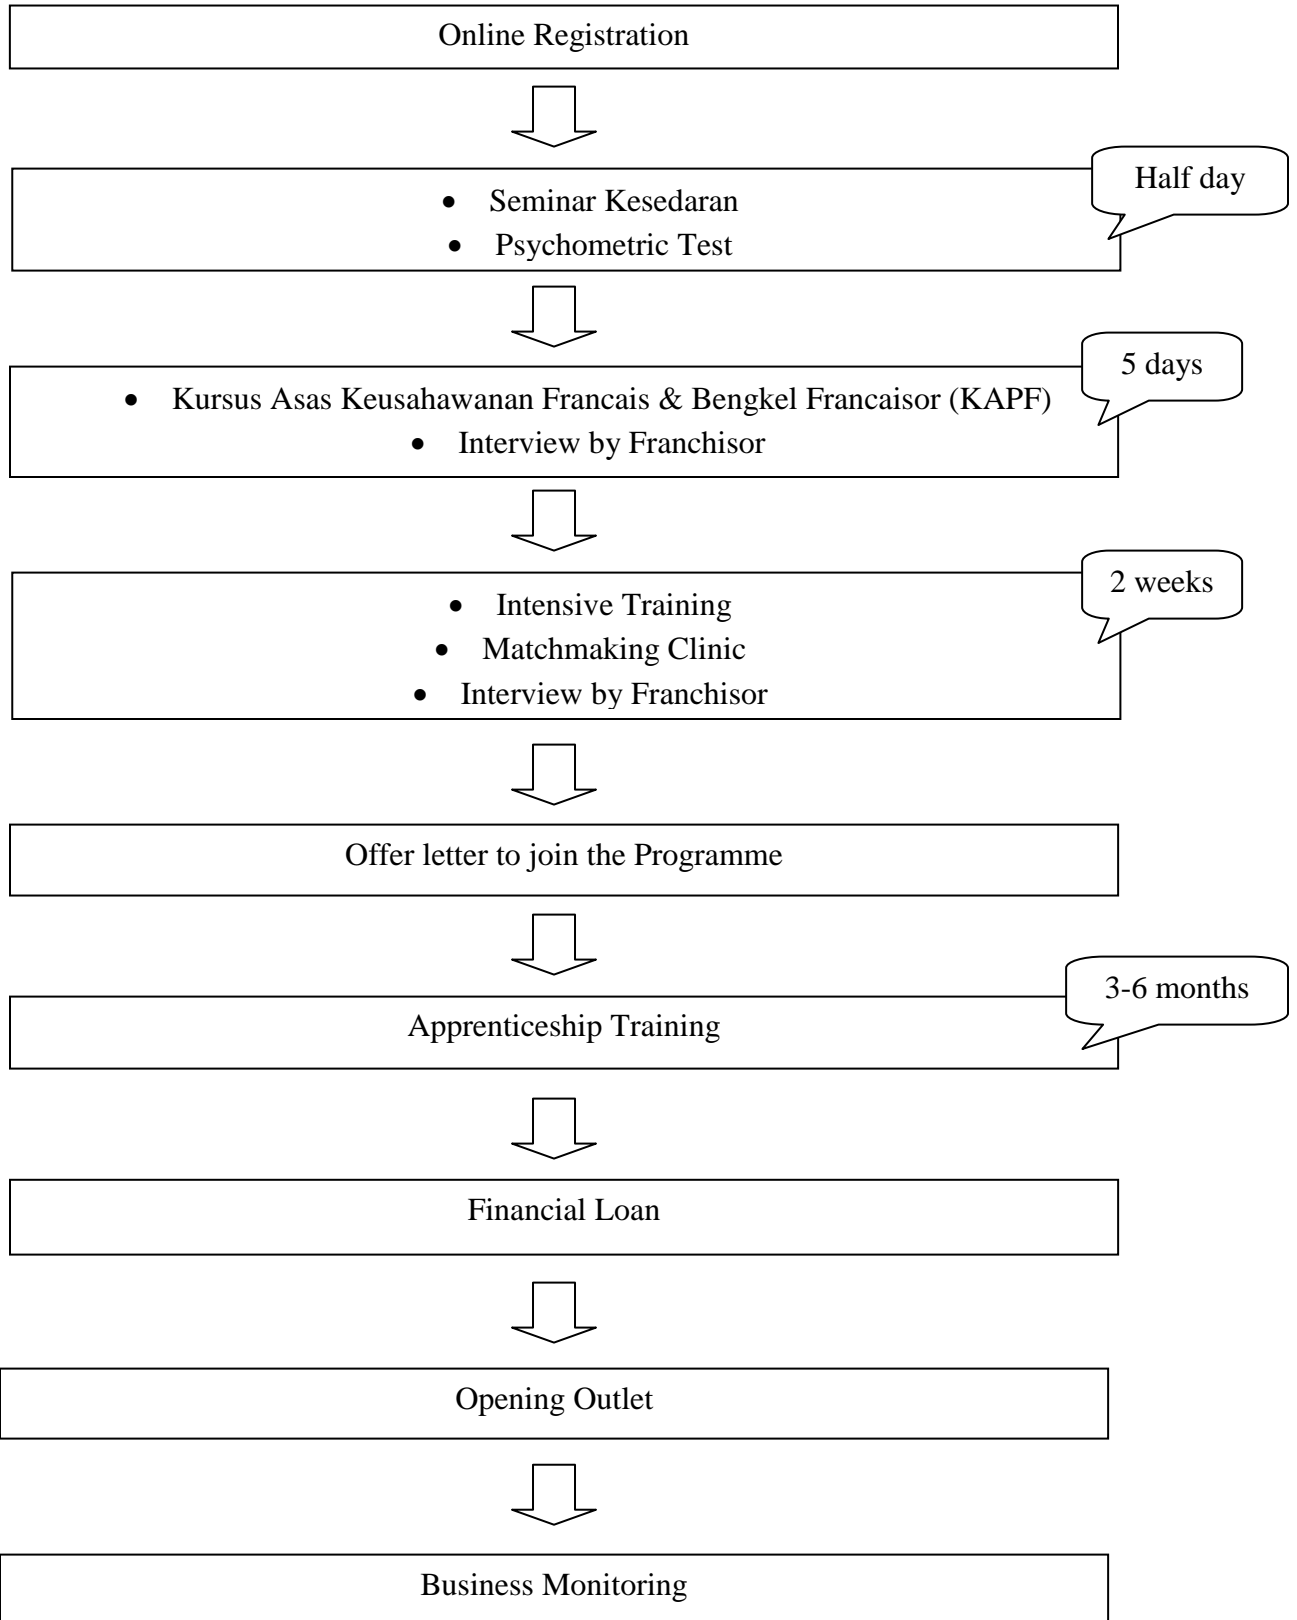 Online Registration
Half day
• Seminar Kesedaran
• Psychometric Test
5 days
• Kursus Asas Keusahawanan Francais & Bengkel Francaisor (KAPF)
• Interview by Franchisor
2 weeks
• Intensive Training
• Matchmaking Clinic
• Interview by Franchisor
Offer letter to join the Programme
3-6 months
Apprenticeship Training
Financial Loan
Opening Outlet
Business Monitoring